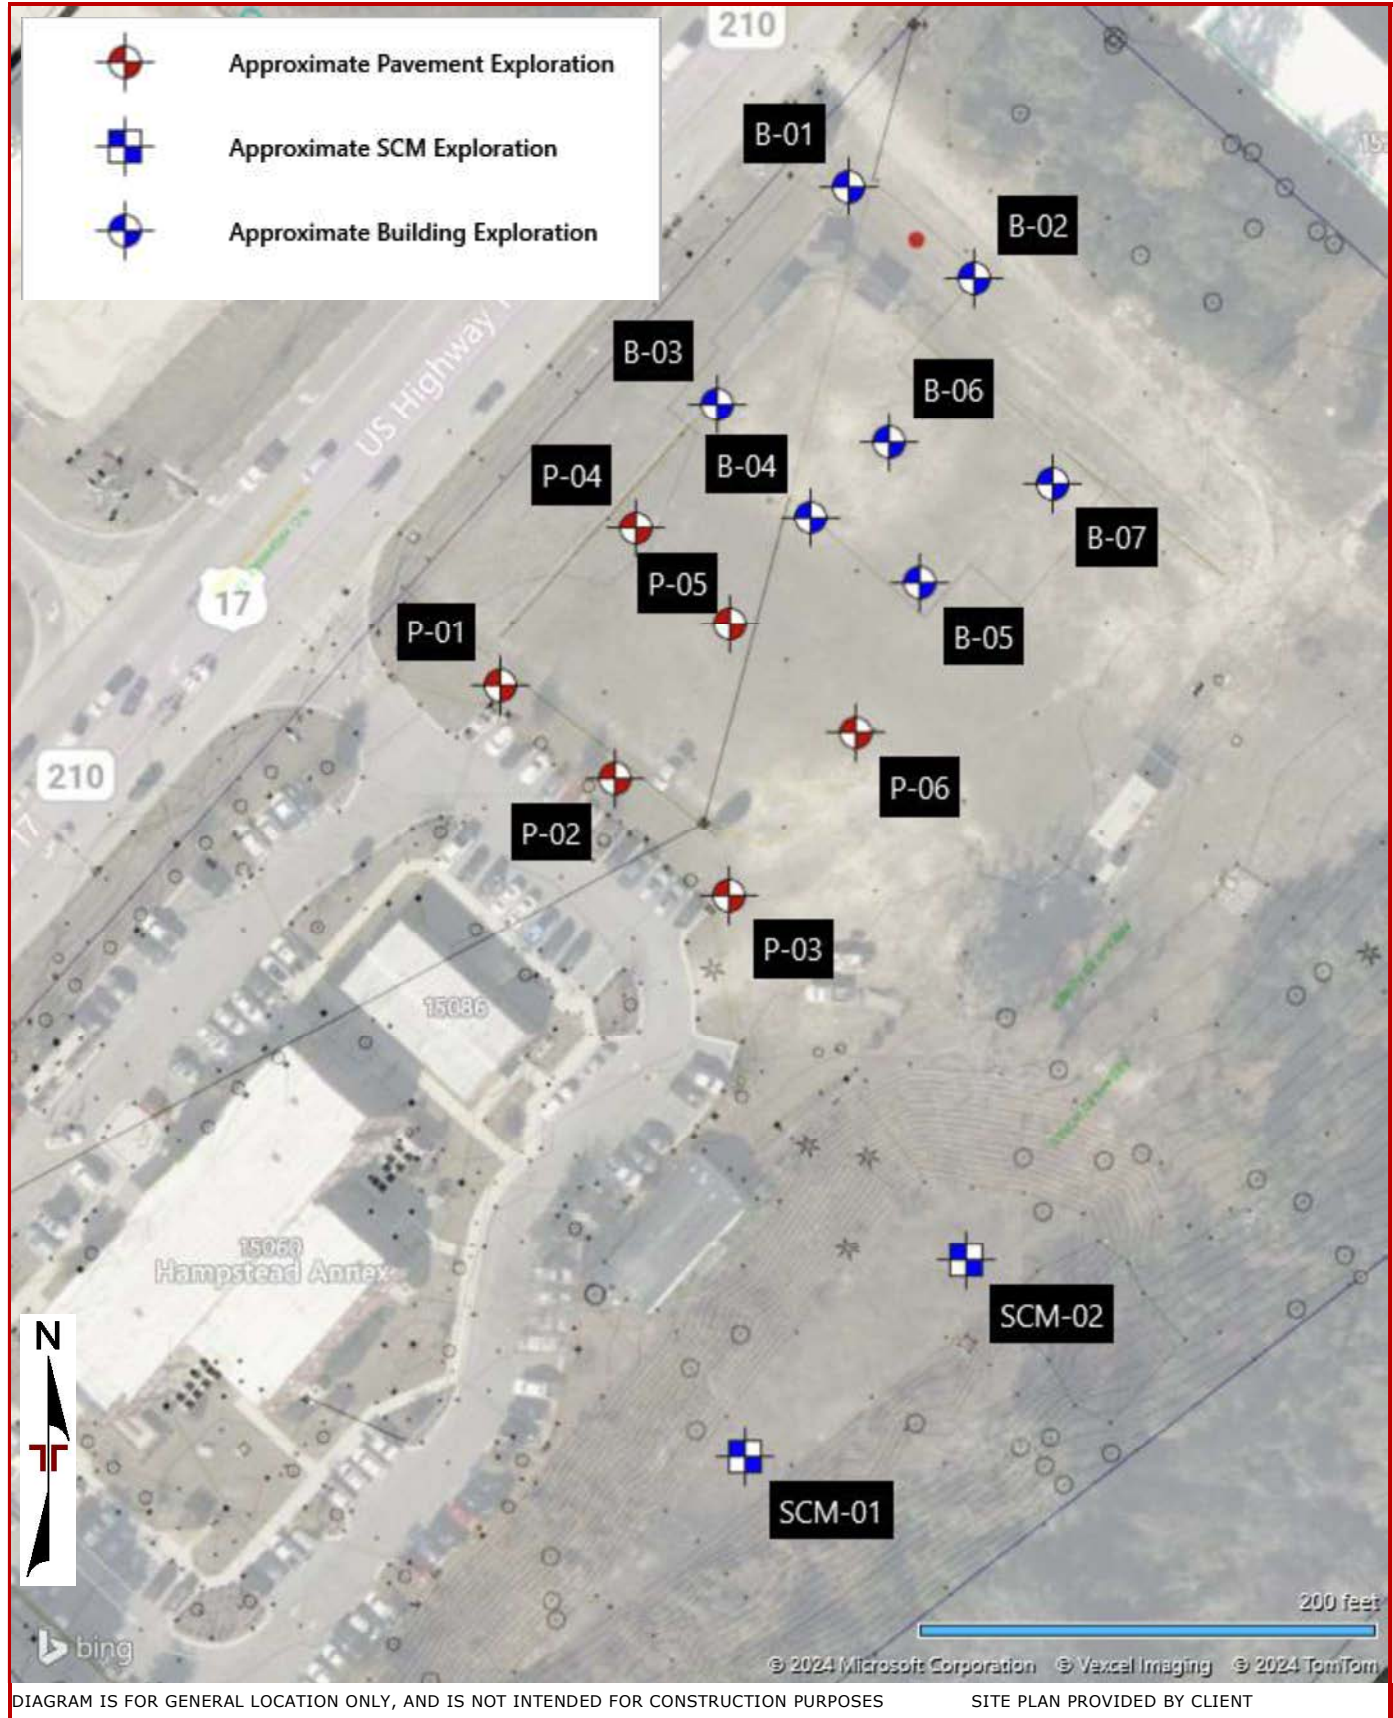 210
Approximate Pavement Exploration
Approximate SCM Exploration
Approximate Building Exploration
B-01
B-02
B-03
B-06
US Highway
B-04
P-04
B-07
P-05
17
P-01
B-05
210
P-06
17
P-02
P-03
15086
15060
Hampstead Annex
SCM-02
N
SCM-01
200 feet
bing
© 2024 Microsoft Corporation © Vexcel Imaging © 2024 TomTom
DIAGRAM IS FOR GENERAL LOCATION ONLY, AND IS NOT INTENDED FOR CONSTRUCTION PURPOSES SITE PLAN PROVIDED BY CLIENT